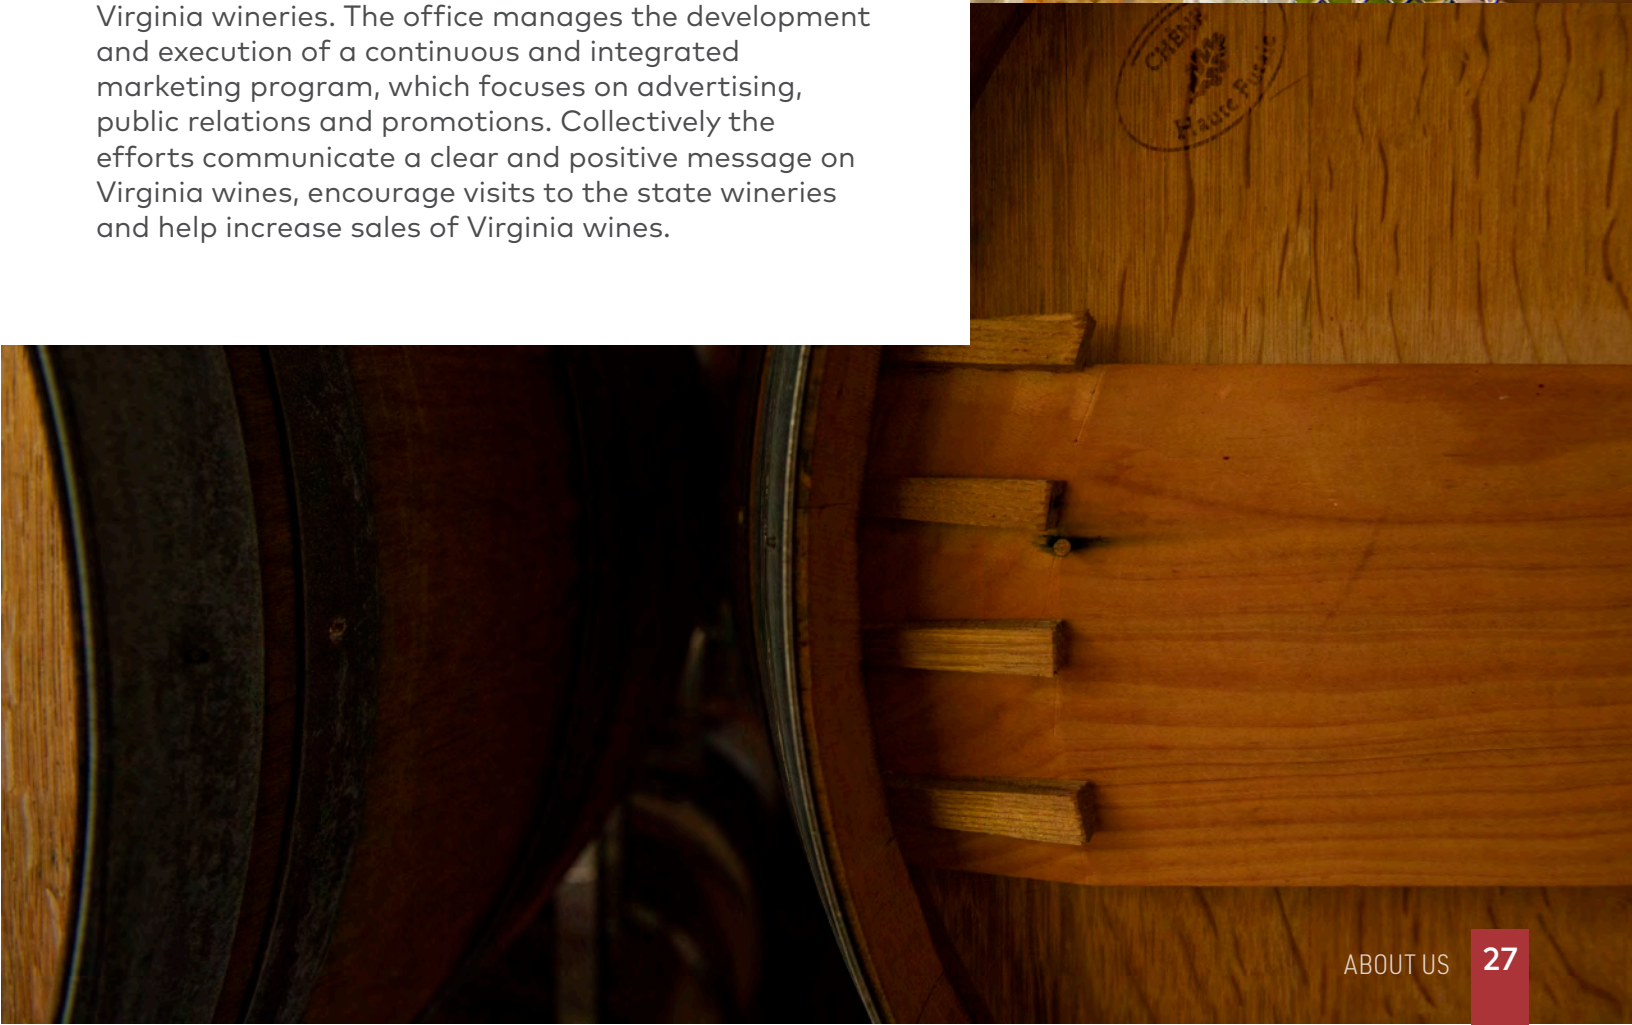 Virginia wineries. The office manages the development
and execution of a continuous and integrated
marketing program, which focuses on advertising,
public relations and promotions. Collectively the
efforts communicate a clear and positive message on
Virginia wines, encourage visits to the state wineries
and help increase sales of Virginia wines.
Haute Futaie
ABOUT US 27